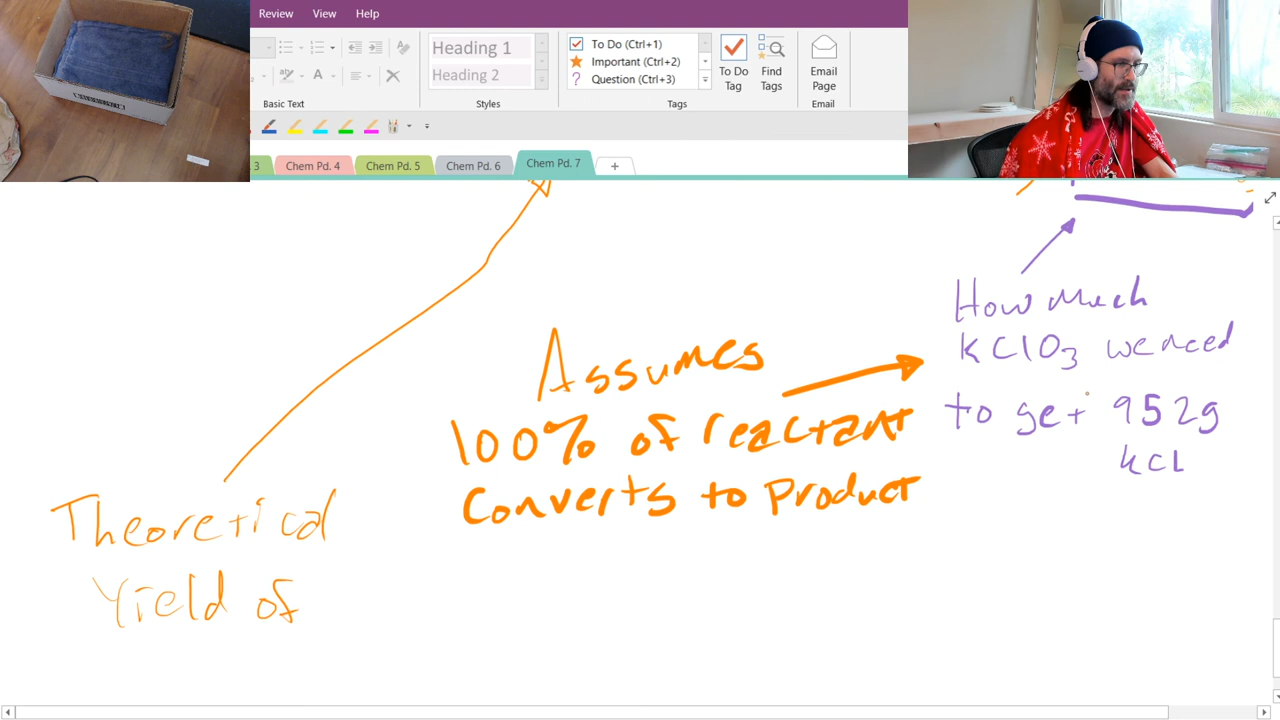 Review View Help
Heading 1
Heading 2
To Do (Ctrl+1)
Important (Ctrl+2)
Question (Ctrl+3)
To Do Tag
Find Tags
Email Page
Basic Text
Styles
Tags
Email
3
Chem Pd. 4
Chem Pd. 5
Chem Pd. 6
Chem Pd. 7
Assumes
100% of reactant
Converts to Product
How much
KClO3 we need
to get 952g
KCl
Theoretical
Yield of